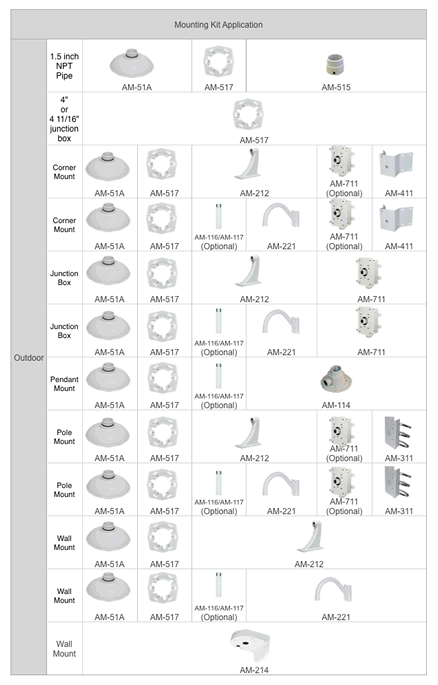 Mounting Kit Application
Outdoor
1.5 inch
NPT
Pipe
AM-51A
AM-517
AM-515
4"
or
4 11/16"
junction
box
AM-517
Corner
Mount
AM-51A
AM-517
AM-212
AM-711
(Optional)
AM-411
Corner
Mount
AM-51A
AM-517
AM-116/AM-117
(Optional)
AM-221
AM-711
(Optional)
AM-411
Junction
Box
AM-51A
AM-517
AM-212
AM-711
Junction
Box
AM-51A
AM-517
AM-116/AM-117
(Optional)
AM-221
AM-711
Pendant
Mount
AM-51A
AM-517
AM-116/AM-117
(Optional)
AM-114
Pole
Mount
AM-51A
AM-517
AM-212
AM-711
(Optional)
AM-311
Pole
Mount
AM-51A
AM-517
AM-116/AM-117
(Optional)
AM-221
AM-711
(Optional)
AM-311
Wall
Mount
AM-51A
AM-517
AM-212
Wall
Mount
AM-51A
AM-517
AM-116/AM-117
(Optional)
AM-221
Wall
Mount
AM-214